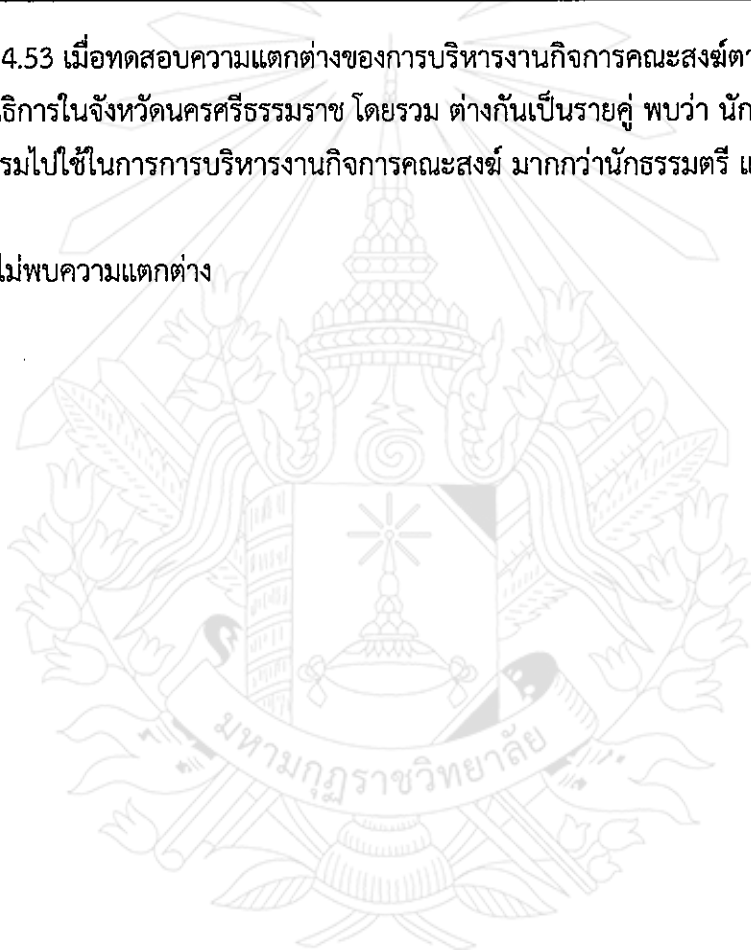 4.53 เมื่อทดสอบความแตกต่างของการบริหารงานกิจการคณะสงฆ์ตา
ธิการในจังหวัดนครศรีธรรมราช โดยรวม ต่างกันเป็นรายคู่ พบว่า นัก
รมไปใช้ในการการบริหารงานกิจการคณะสงฆ์ มากกว่านักธรรมตรี แ
ไม่พบความแตกต่าง
มหามกุฏราชวิทยาลัย